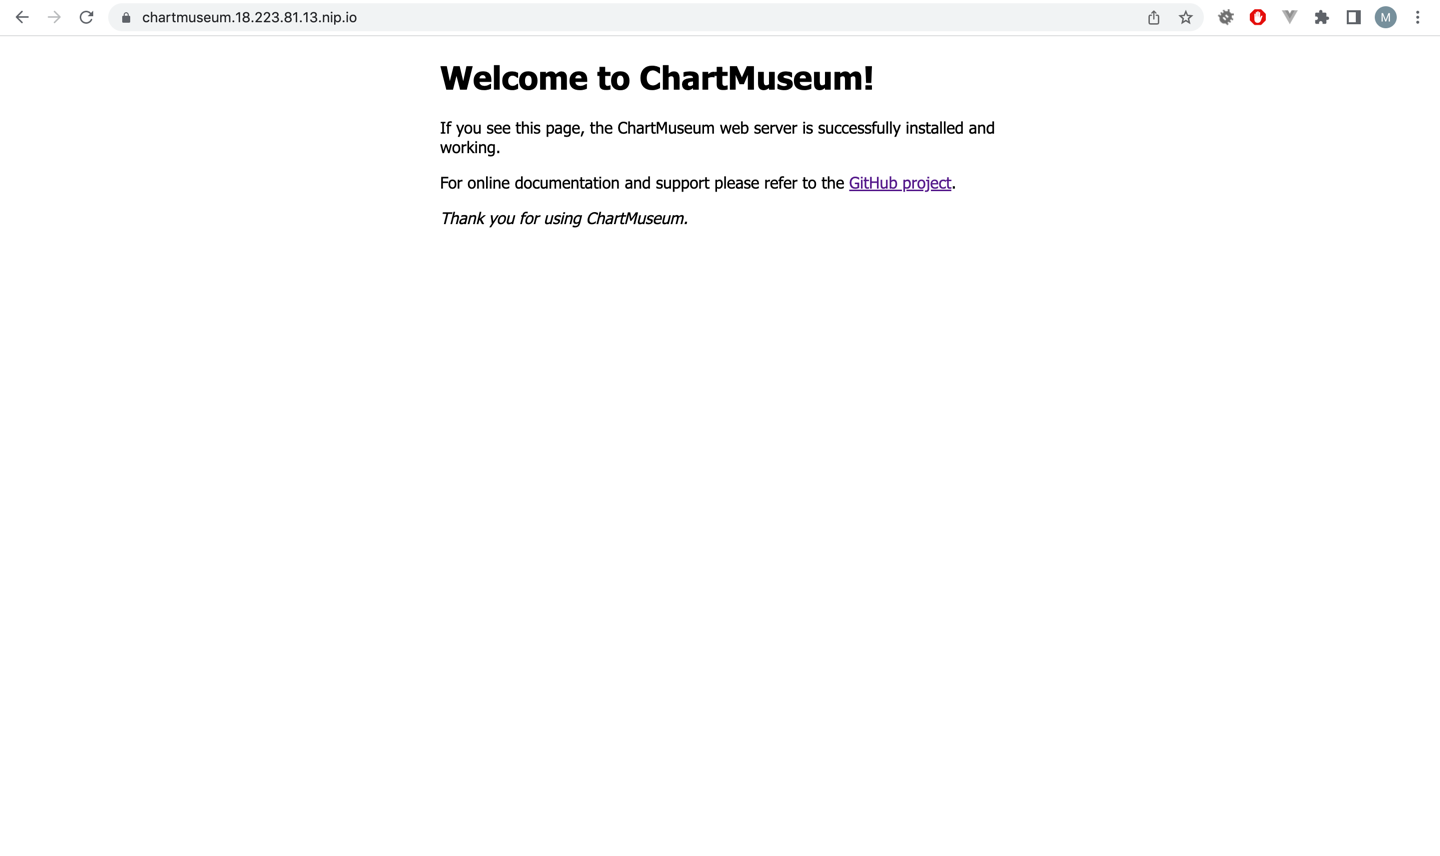 chartmuseum.18.223.81.13.nip.io
M
Welcome to ChartMuseum!
If you see this page, the ChartMuseum web server is successfully installed and
working.
For online documentation and support please refer to the GitHub project.
Thank you for using ChartMuseum.